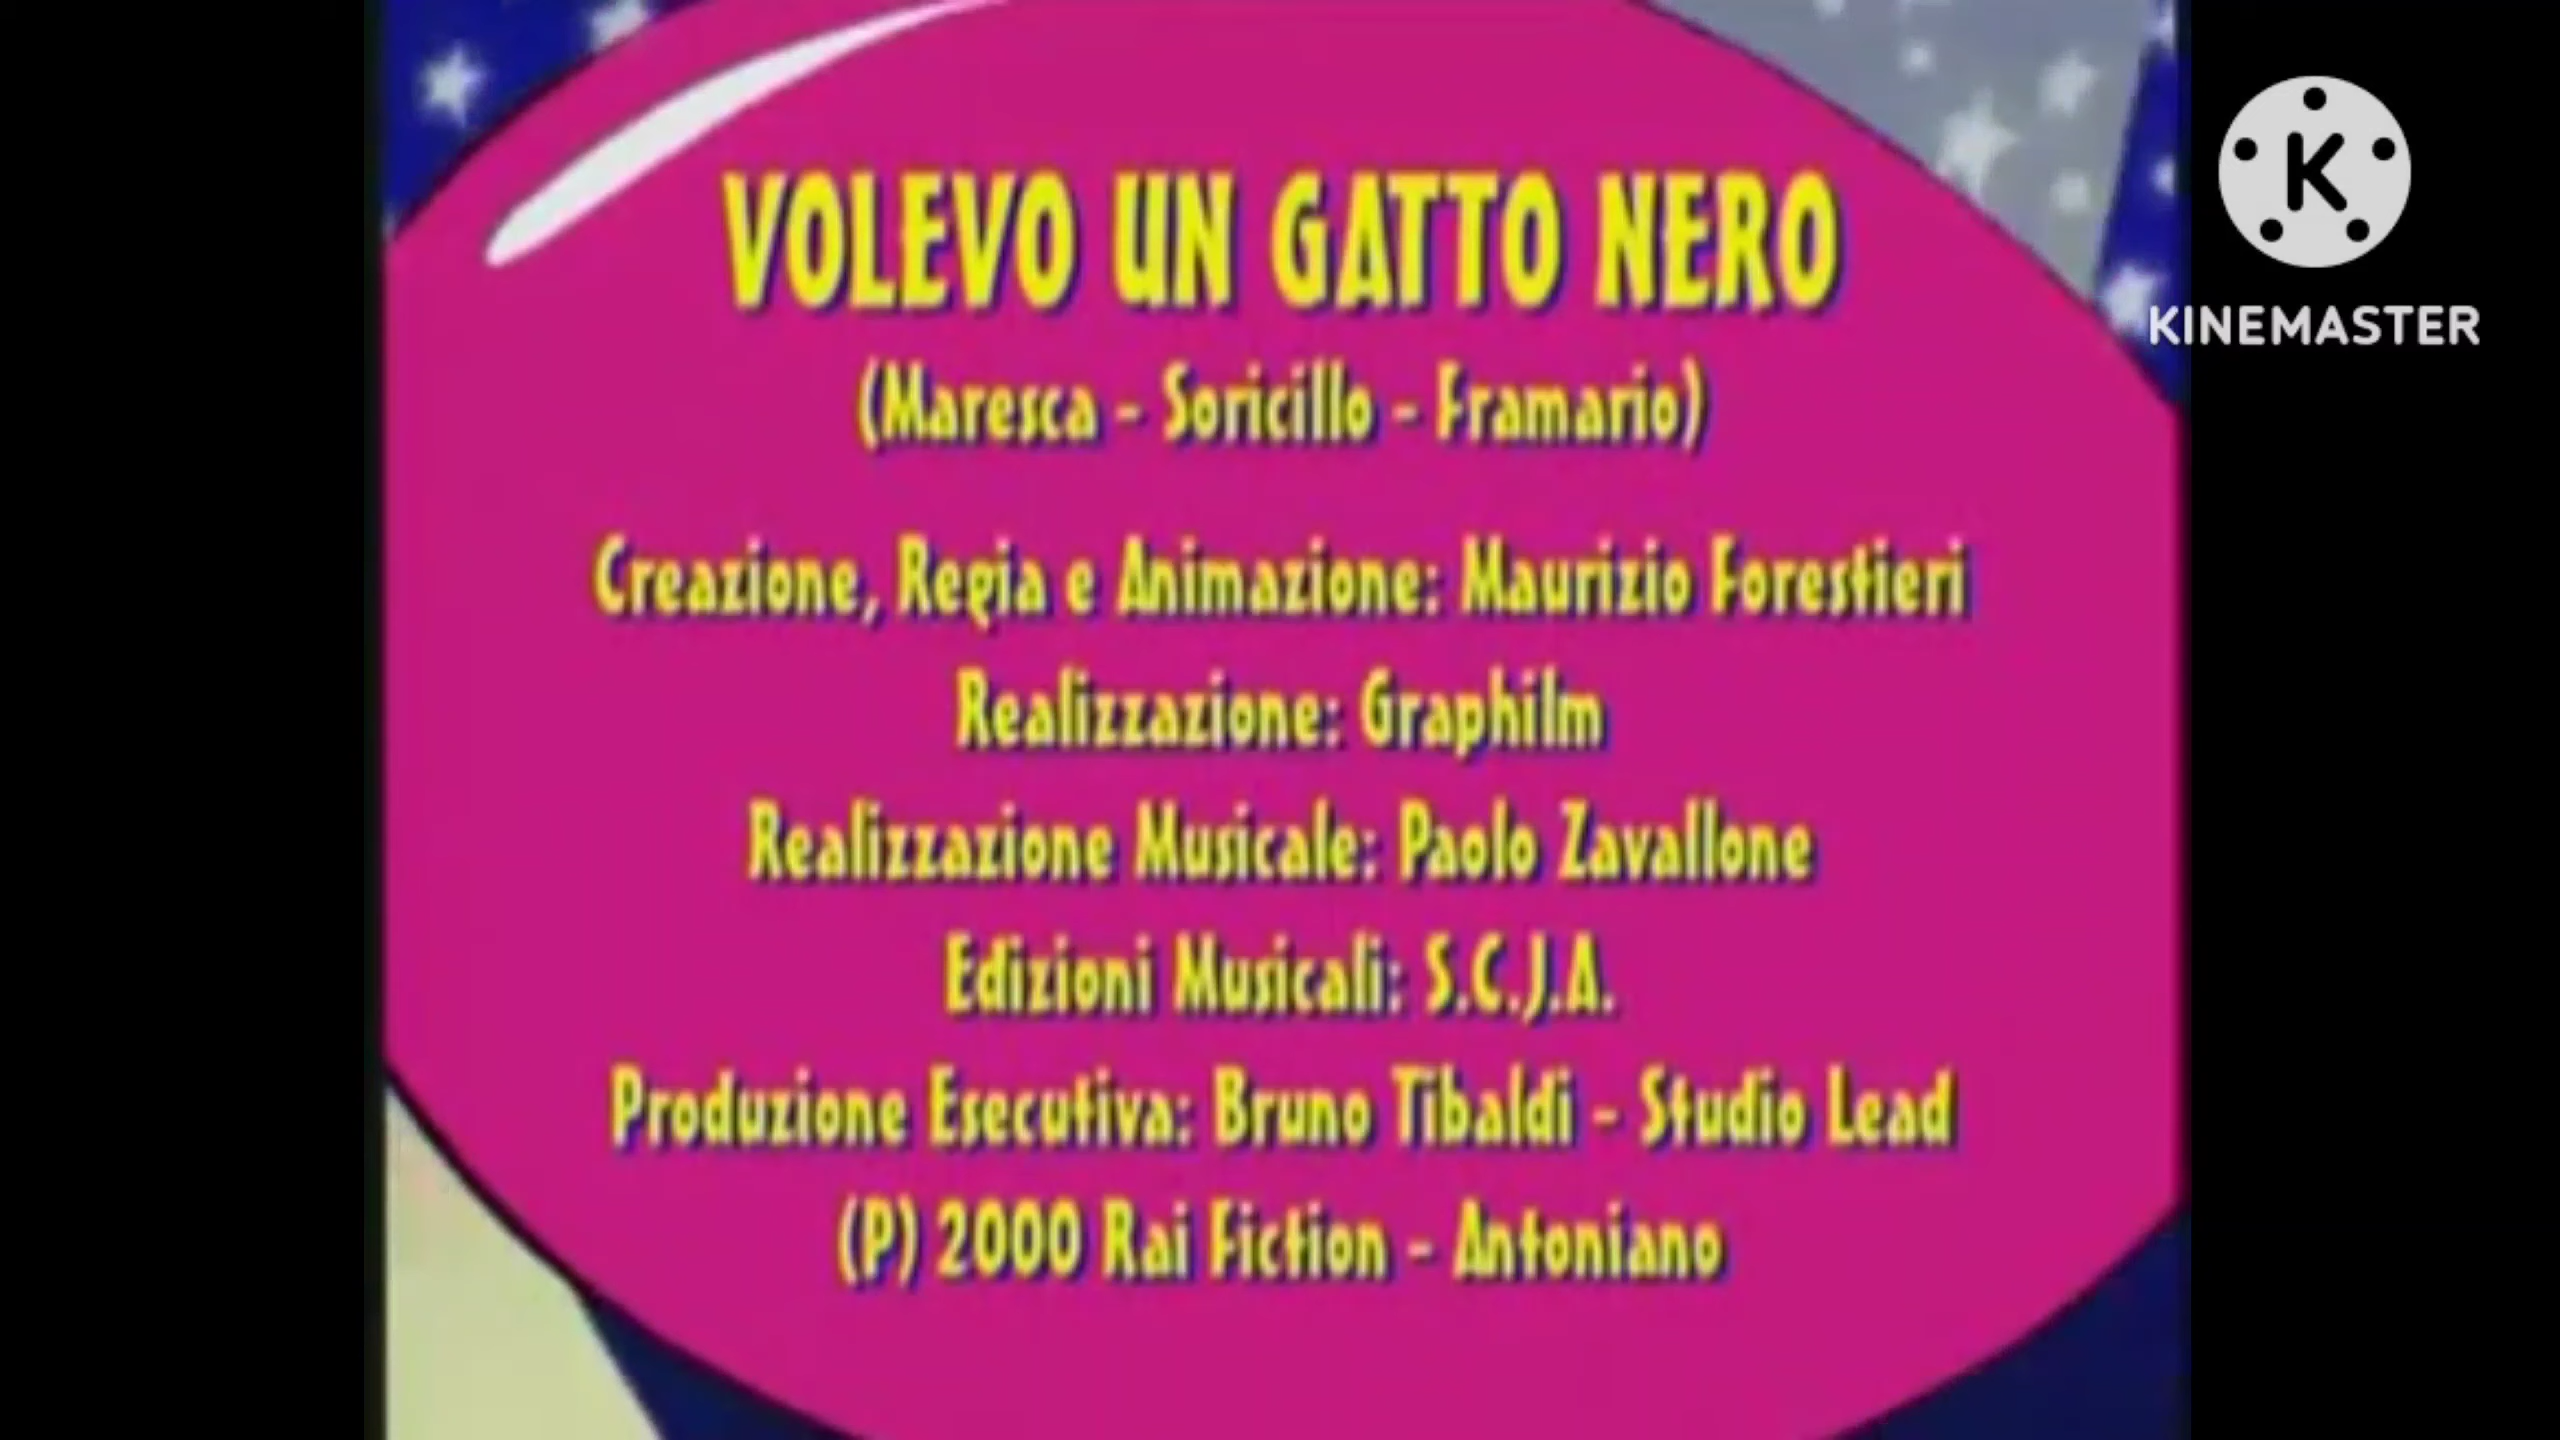 VOLEVO UN GATTO NERO
(Maresca - Soricillo - Framario)
Creazione, Regia e Animazione: Maurizio Forestieri
Realizzazione: Graphilm
Realizzazione Musicale: Paolo Zavallone
Edizioni Musicali: S.C.J.A.
Produzione Esecutiva: Bruno Tibaldi - Studio Lead
(P) 2000 Rai Fiction - Antoniano
K
KINEMASTER